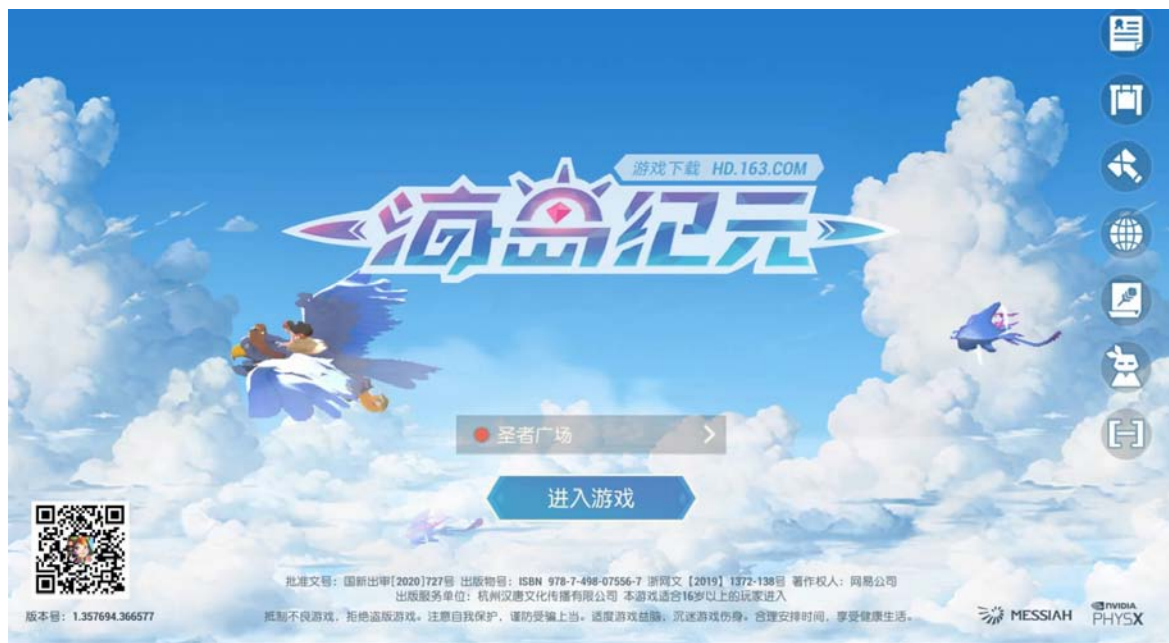 游戏下载 HD.163.COM
海岛纪元
圣者广场
进入游戏
批准文号：国新出审[2020]727号 出版物号：ISBN 978-7-498-07556-7 浙网文【2019】1372-138号 著作权人：网易公司
出版服务单位：杭州汉唐文化传播有限公司 本游戏适合16岁以上的玩家进入
版本号：1.357694.366577
抵制不良游戏，拒绝盗版游戏。注意自我保护，谨防受骗上当。适度游戏益脑，沉迷游戏伤身。合理安排时间，享受健康生活。
MESSIAH
NVIDIA.
PHYSX